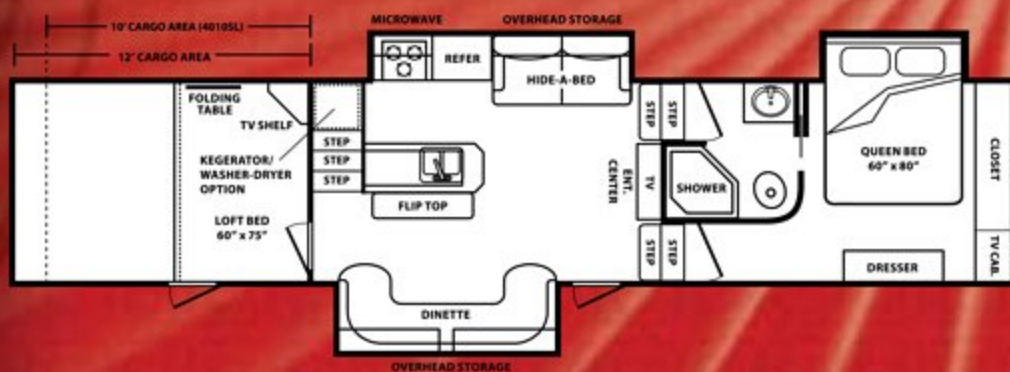 10' CARGO AREA (4010SL)
12' CARGO AREA
FOLDING
TABLE
TV SHELF
KEGERATOR/
WASHER-DRYER
OPTION
LOFT BED
60" x 75"
STEP
STEP
STEP
MICROWAVE
REFER
OVERHEAD STORAGE
HIDE-A-BED
FLIP TOP
DINETTE
OVERHEAD STORAGE
ENT.
CENTER
STEP
STEP
TV
STEP
STEP
SHOWER
QUEEN BED
60" x 80"
DRESSER
CLOSET
TV CAB.